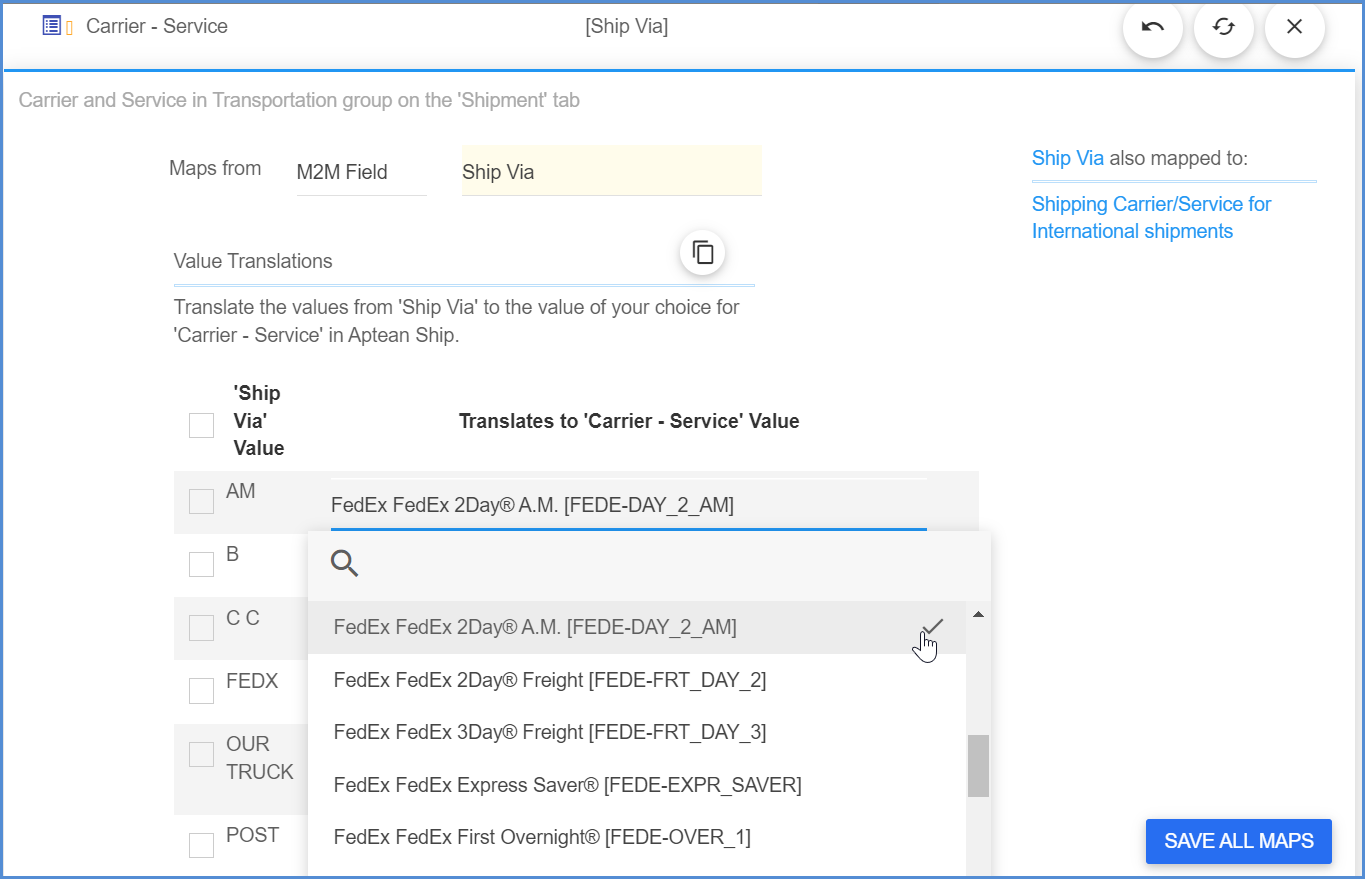 Carrier - Service
[Ship Via]
Carrier and Service in Transportation group on the 'Shipment' tab
Maps from
M2M Field
Ship Via
Ship Via also mapped to:
Shipping Carrier/Service for
International shipments
Value Translations
Translate the values from 'Ship Via' to the value of your choice for
'Carrier - Service' in Aptean Ship.
'Ship
Via'
Value
Translates to 'Carrier - Service' Value
AM
FedEx FedEx 2Day® A.M. [FEDE-DAY_2_AM]
B
C C
FEDX
OUR
TRUCK
POST
FedEx FedEx 2Day® A.M. [FEDE-DAY_2_AM]
FedEx FedEx 2Day® Freight [FEDE-FRT_DAY_2]
FedEx FedEx 3Day® Freight [FEDE-FRT_DAY_3]
FedEx FedEx Express Saver® [FEDE-EXPR_SAVER]
FedEx FedEx First Overnight® [FEDE-OVER_1]
SAVE ALL MAPS